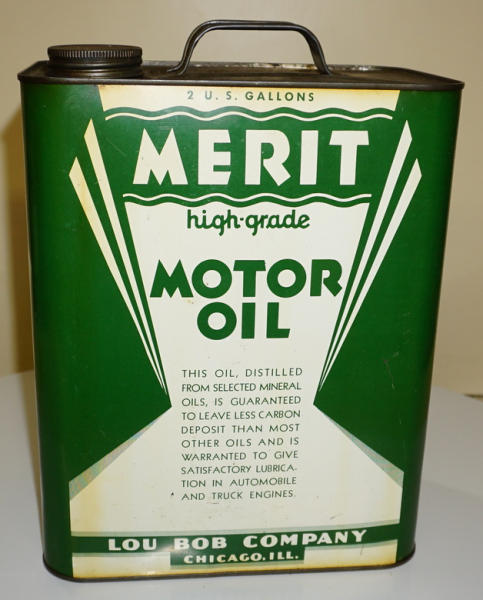 2 U.S. GALLONS
MERIT
high-grade
MOTOR
OIL
THIS OIL, DISTILLED
FROM SELECTED MINERAL
OILS, IS GUARANTEED
TO LEAVE LESS CARBON
DEPOSIT THAN MOST
OTHER OILS AND IS
WARRANTED TO GIVE
SATISFACTORY LUBRICA-
TION IN AUTOMOBILE
AND TRUCK ENGINES.
LOU BOB COMPANY
CHICAGO. ILL.